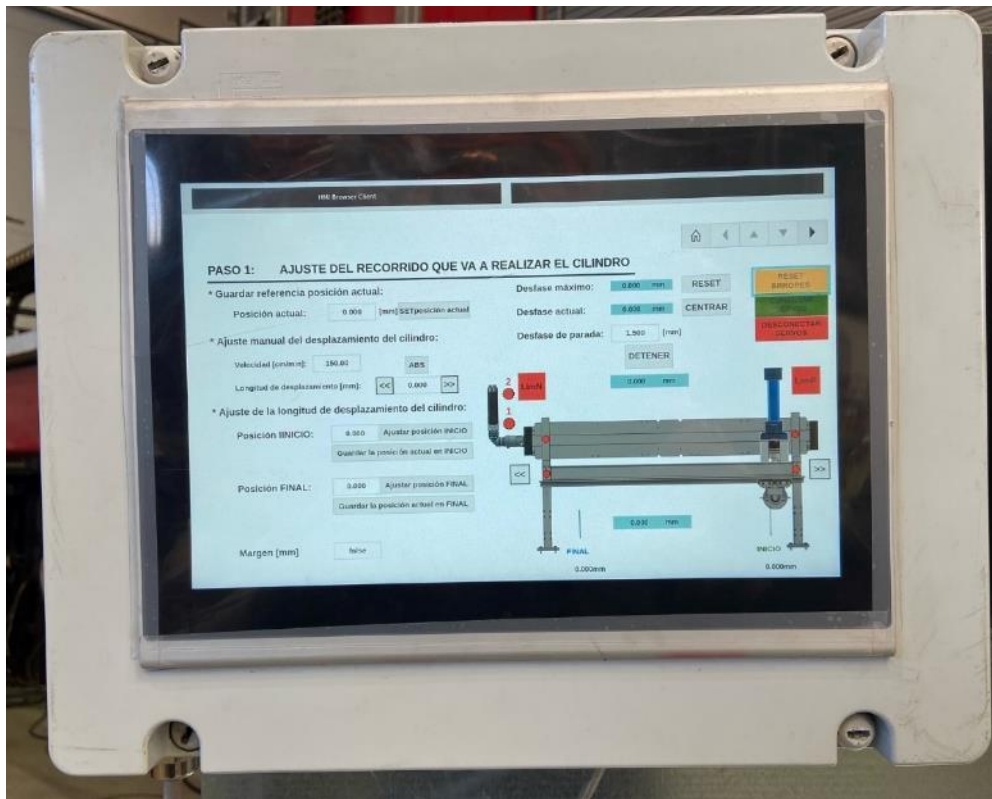 HMI Browser Client
PASO 1: AJUSTE DEL RECORRIDO QUE VA A REALIZAR EL CILINDRO
* Guardar referencia posición actual:
Posición actual: 0.000 [mm] SET posición actual
* Ajuste manual del desplazamiento del cilindro:
Velocidad [cm/min]: 150.00 ABS
Longitud de desplazamiento [mm]: << 0.000 >>
* Ajuste de la longitud de desplazamiento del cilindro:
Posición IINICIO: 0.000 Ajustar posición INICIO
Guardar la posición actual en INICIO
Posición FINAL: 0.000 Ajustar posición FINAL
Guardar la posición actual en FINAL
Margen [mm] false
Desfase máximo: 0.000 mm RESET
Desfase actual: 0.000 mm CENTRAR
Desfase de parada: 1.500 [mm]
DETENER
0.000 mm
RESET
ERRORES
DESCONECTAR
SERVOS
2
LimN
LimP
1
<<
>>
0.000 mm
FINAL
INICIO
0.000mm
0.000mm